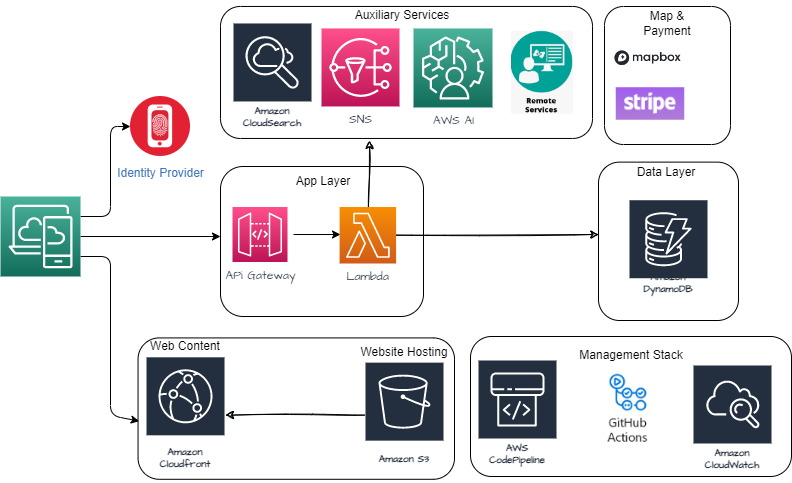 Auxiliary Services
Amazon
CloudSearch
SNS
AWS Ai
Remote
Services
Map &
Payment
mapbox
stripe
Identity Provider
App Layer
APi Gateway
Lambda
Data Layer
Amazon
DynamoDB
Web Content
Amazon
Cloudfront
Website Hosting
Amazon S3
Management Stack
AWS
CodePipeline
GitHub
Actions
Amazon
CloudWatch